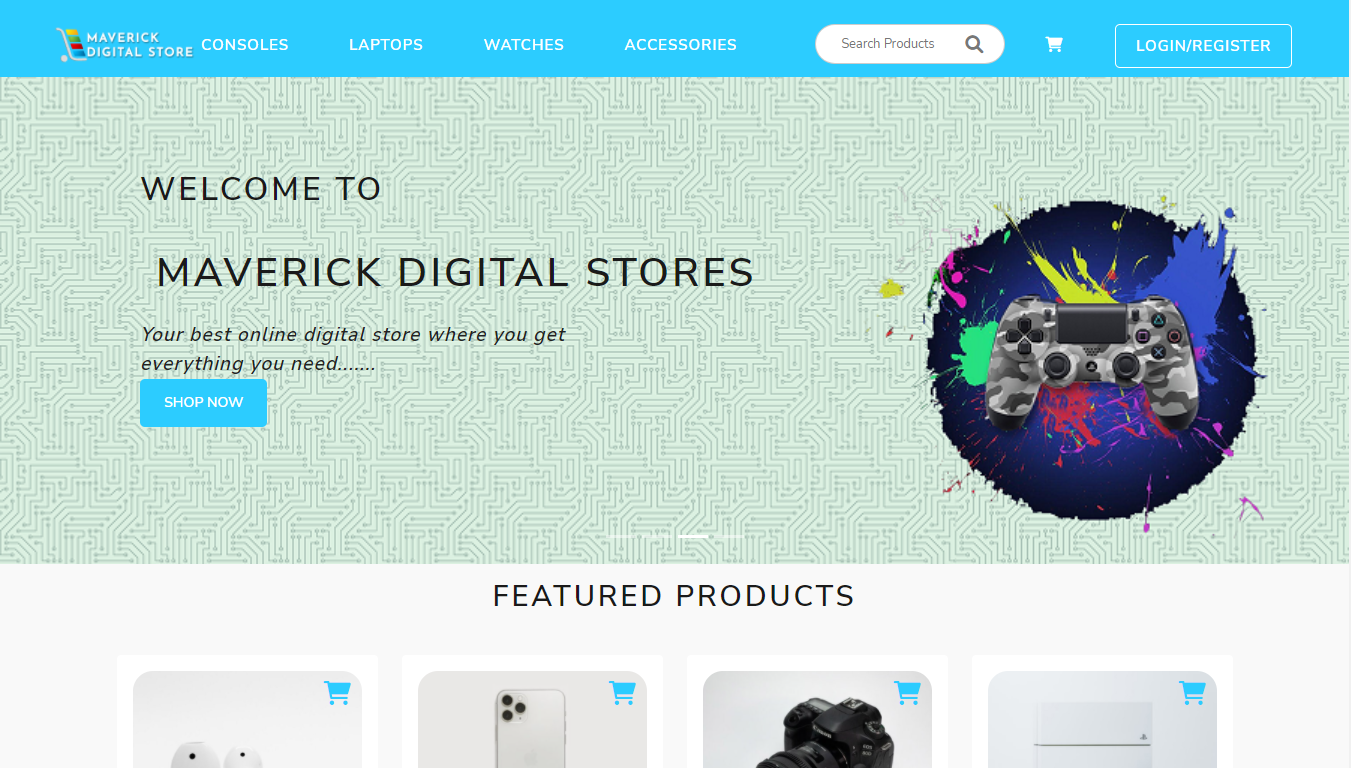 MAVERICK
DIGITAL STORE
CONSOLES LAPTOPS WATCHES ACCESSORIES Search Products LOGIN/REGISTER
WELCOME TO
MAVERICK DIGITAL STORES
Your best online digital store where you get
everything you need.......
SHOP NOW
FEATURED PRODUCTS
Canon